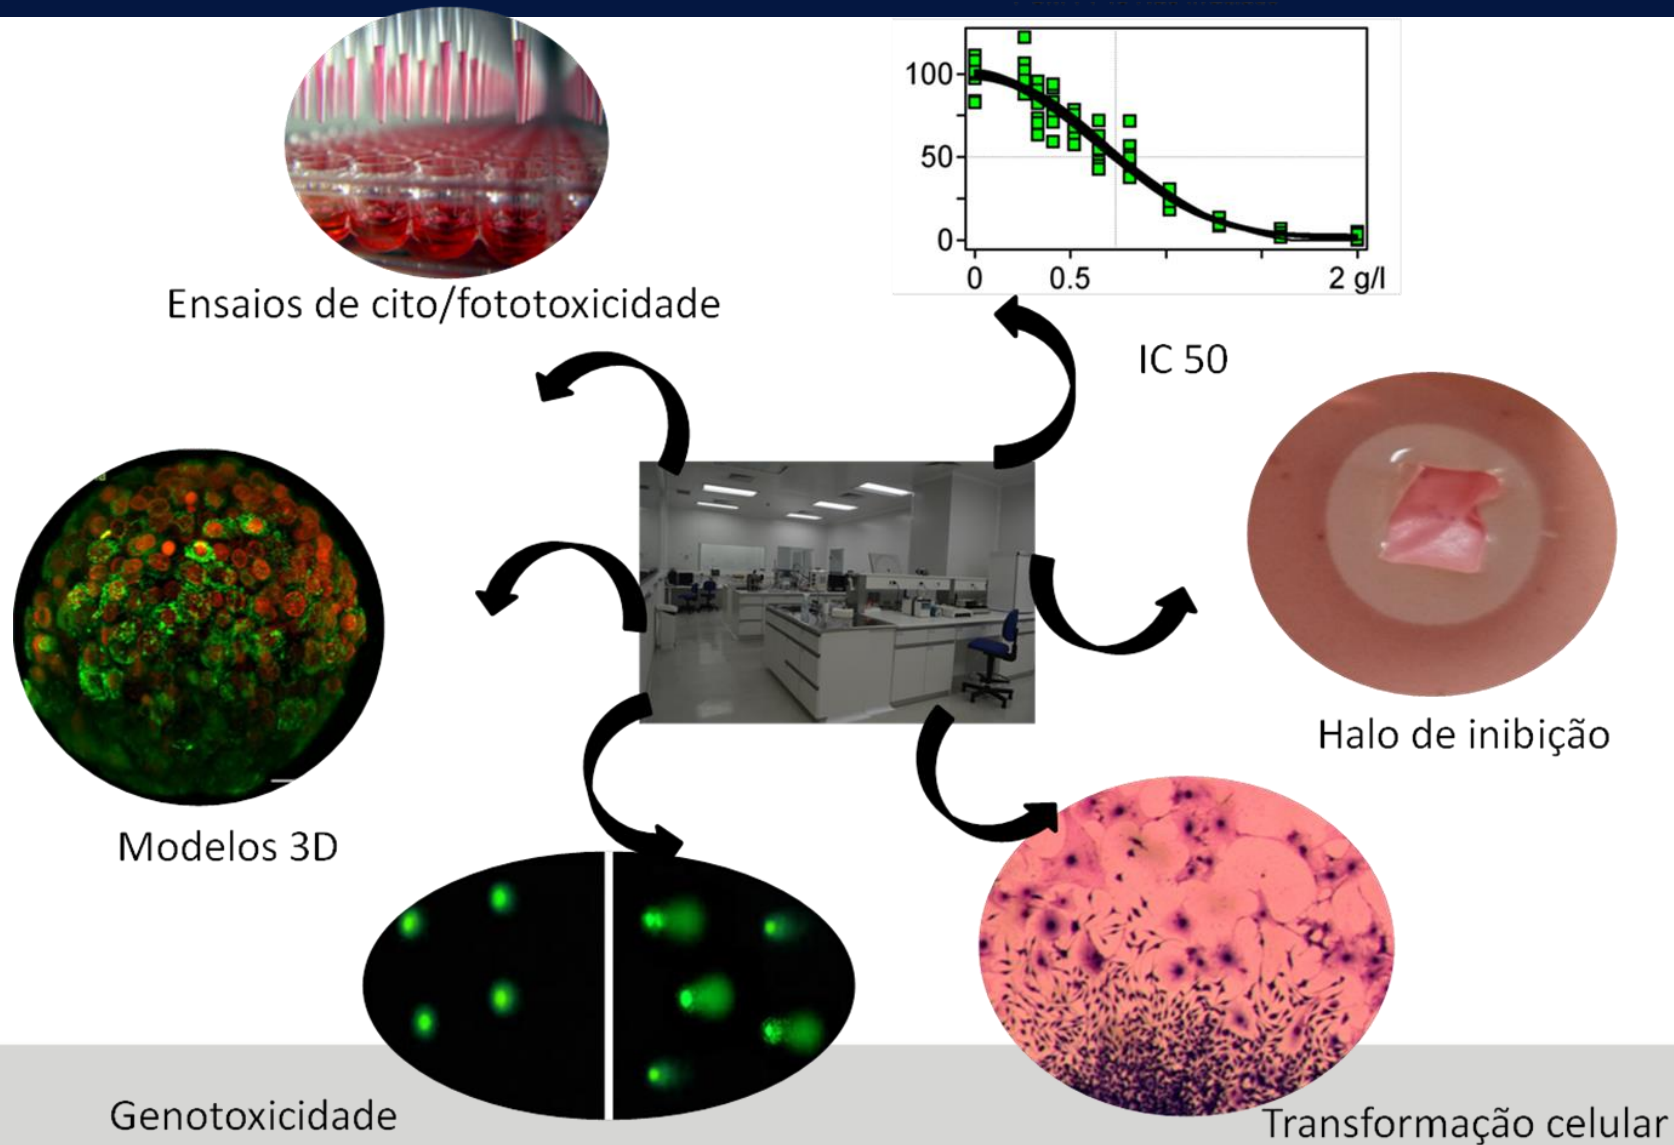 100
50
0
0
0.5
2 g/l
Ensaios de cito/fototoxicidade
IC 50
Halo de inibição
Modelos 3D
Genotoxicidade
Transformação celular